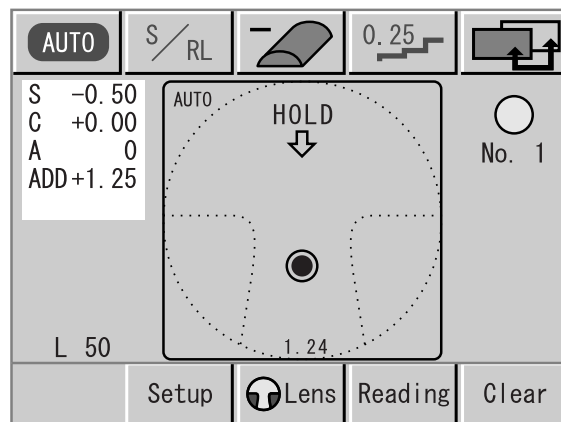 AUTO
S/RL
0.25
S -0.50
C +0.00
A 0
ADD+1.25
AUTO
HOLD
No. 1
L 50
1.24
Setup
Lens
Reading
Clear